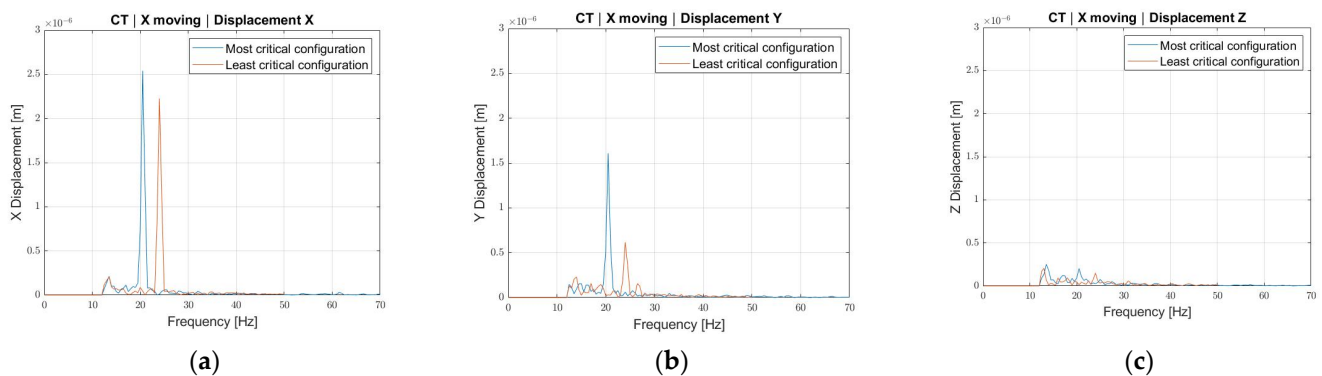 CT | X moving | Displacement X
×10⁻⁶
3
2.5
2
1.5
1
0.5
0
X Displacement [m]
Most critical configuration
Least critical configuration
0 10 20 30 40 50 60 70
Frequency [Hz]
(a)
CT | X moving | Displacement Y
×10⁻⁶
3
2.5
2
1.5
1
0.5
0
Y Displacement [m]
Most critical configuration
Least critical configuration
0 10 20 30 40 50 60 70
Frequency [Hz]
(b)
CT | X moving | Displacement Z
×10⁻⁶
3
2.5
2
1.5
1
0.5
0
Z Displacement [m]
Most critical configuration
Least critical configuration
0 10 20 30 40 50 60 70
Frequency [Hz]
(c)